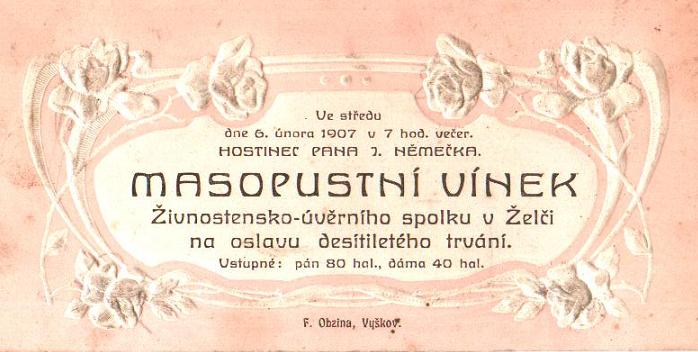 Ve středu
dne 6. února 1907 v 7 hod. večer.
HOSTINEC PANA J. NĚMEČKA.
MASOPUSTNÍ VÍNEK
Živnostensko-úvěrního spolku v Želči
na oslavu desítiletého trvání.
Vstupné: pán 80 hal., dáma 40 hal.
F. Obzina, Vyškov.